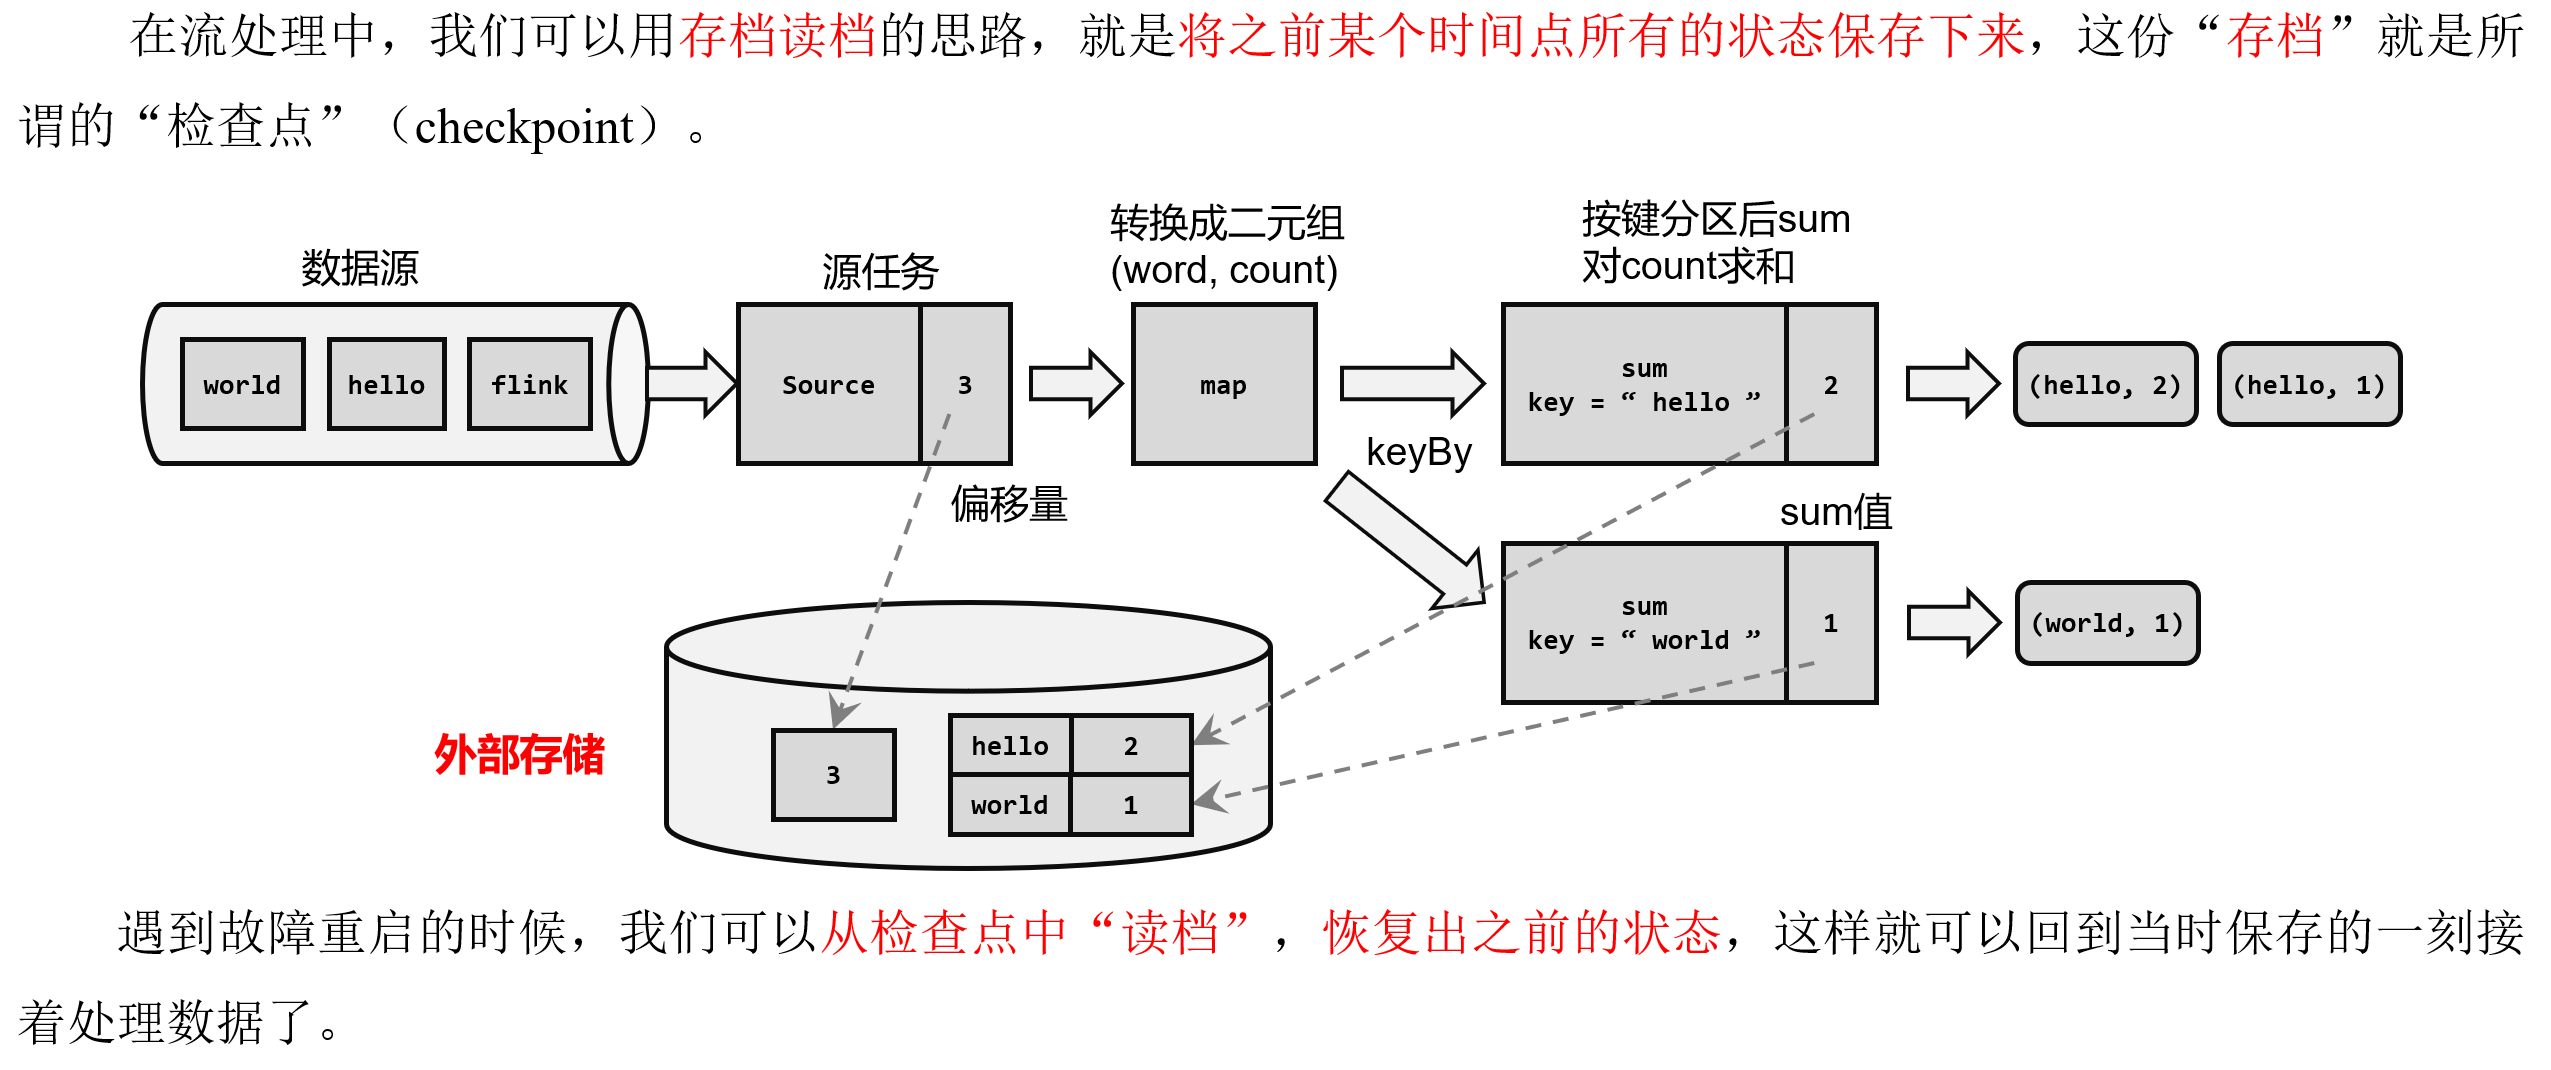 在流处理中，我们可以用存档读档的思路，就是将之前某个时间点所有的状态保存下来，这份“存档”就是所
谓的“检查点”（checkpoint）。
数据源
源任务
转换成二元组
(word, count)
按键分区后sum
对count求和
world
hello
flink
Source
3
map
sum
key = “ hello ”
2
(hello, 2)
(hello, 1)
keyBy
偏移量
sum值
sum
key = “ world ”
1
(world, 1)
外部存储
3
hello
2
world
1
遇到故障重启的时候，我们可以从检查点中“读档”，恢复出之前的状态，这样就可以回到当时保存的一刻接
着处理数据了。